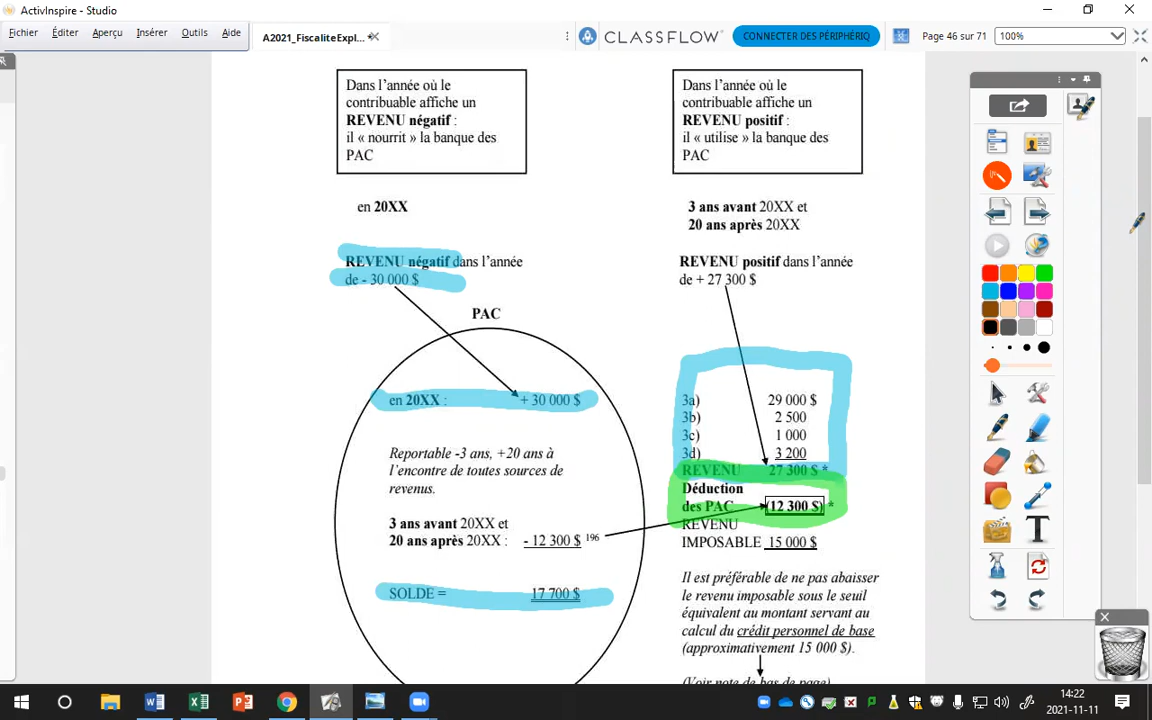 ActivInspire - Studio
Fichier Éditer Aperçu Insérer Outils Aide
A2021_FiscaliteExpl...
CLASSFLOW
CONNECTER DES PÉRIPHÉRIQ
Page 46 sur 71
100%
Dans l'année où le
contribuable affiche un
REVENU négatif :
il « nourrit » la banque des
PAC
Dans l'année où le
contribuable affiche un
REVENU positif :
il « utilise » la banque des
PAC
en 20XX
3 ans avant 20XX et
20 ans après 20XX
REVENU négatif dans l'année
de - 30 000 $
REVENU positif dans l'année
de + 27 300 $
PAC
en 20XX : + 30 000 $
Reportable -3 ans, +20 ans à
l'encontre de toutes sources de
revenus.
3 ans avant 20XX et
20 ans après 20XX : - 12 300 $ 196
SOLDE = 17 700 $
3a) 29 000 $
3b) 2 500
3c) 1 000
3d) 3 200
REVENU 27 300 $ *
Déduction
des PAC (12 300 $) *
REVENU
IMPOSABLE 15 000 $
Il est préférable de ne pas abaisser
le revenu imposable sous le seuil
équivalent au montant servant au
calcul du crédit personnel de base
(approximativement 15 000 $).
(Voir note de bas de page)
14:22
2021-11-11